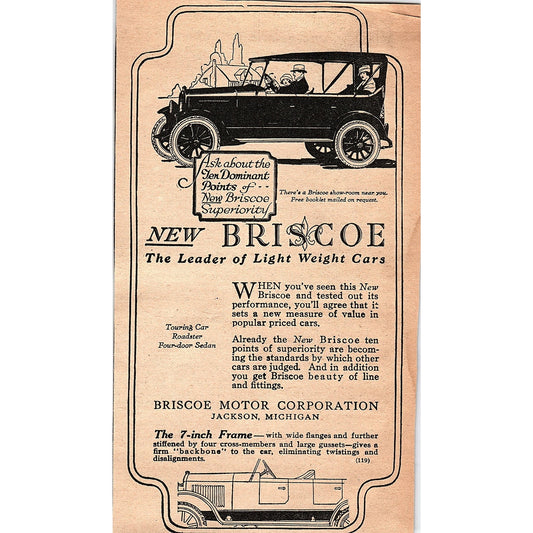 Ask about the
Ten Dominant
Points of...
New Briscoe
Superiority
There's a Briscoe show-room near you.
Free booklet mailed on request.
NEW BRISCOE
The Leader of Light Weight Cars
WHEN you've seen this New
Briscoe and tested out its
performance, you'll agree that it
sets a new measure of value in
popular priced cars.
Touring Car
Roadster
Four-door Sedan
Already the New Briscoe ten
points of superiority are becom-
ing the standards by which other
cars are judged. And in addition
you get Briscoe beauty of line
and fittings.
BRISCOE MOTOR CORPORATION
JACKSON, MICHIGAN
The 7-inch Frame—with wide flanges and further
stiffened by four cross-members and large gussets—gives a
firm "backbone" to the car, eliminating twistings and
disalignments. (119)